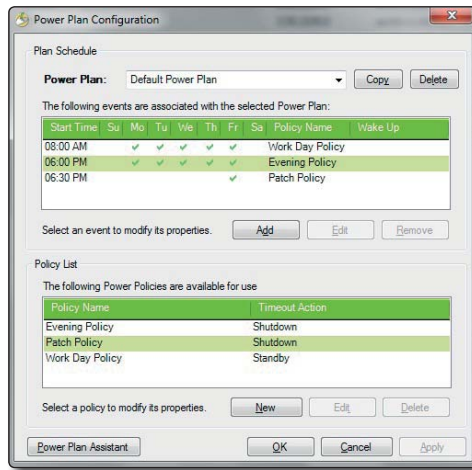 Power Plan Configuration
Plan Schedule
Power Plan: Default Power Plan Copy Delete
The following events are associated with the selected Power Plan:
Start Time Su Mo Tu We Th Fr Sa Policy Name Wake Up
08:00 AM Work Day Policy
06:00 PM Evening Policy
06:30 PM Patch Policy
Select an event to modify its properties. Add Edit Remove
Policy List
The following Power Policies are available for use
Policy Name Timeout Action
Evening Policy Shutdown
Patch Policy Shutdown
Work Day Policy Standby
Select a policy to modify its properties. New Edit Delete
Power Plan Assistant OK Cancel Apply